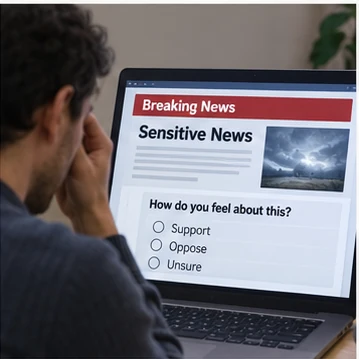 Breaking News
Sensitive News
How do you feel about this?
Support
Oppose
Unsure